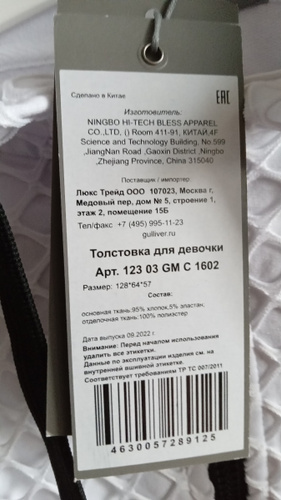 Сделано в Китае
EAC
Изготовитель:
NINGBO HI-TECH BLESS APPAREL
CO.,LTD, () Room 411-91, КИТАЙ,4F
Science and Technology Building, No.599
,JiangNan Road ,Gaoxin District ,Ningbo
,Zhejiang Province, China 315040
Поставщик / импортер:
Люкс Трейд ООО 107023, Москва г,
Медовый пер, дом № 5, строение 1,
этаж 2, помещение 15Б
Тел/факс +7 (495) 995-11-23
gulliver.ru
Толстовка для девочки
Арт. 123 03 GM C 1602
Размер: 128*64*57
Состав:
основная ткань:95% хлопок,5% эластан,
отделочная ткань:100% полиэстер
Дата выпуска 09.2022 г
Внимание: Перед началом использования
удалить все этикетки.
Данные по эксплуатации изделия см. на
внутренней вшивной этикетке.
Соответствует требованиям ТР ТС 007/2011
4630057289125